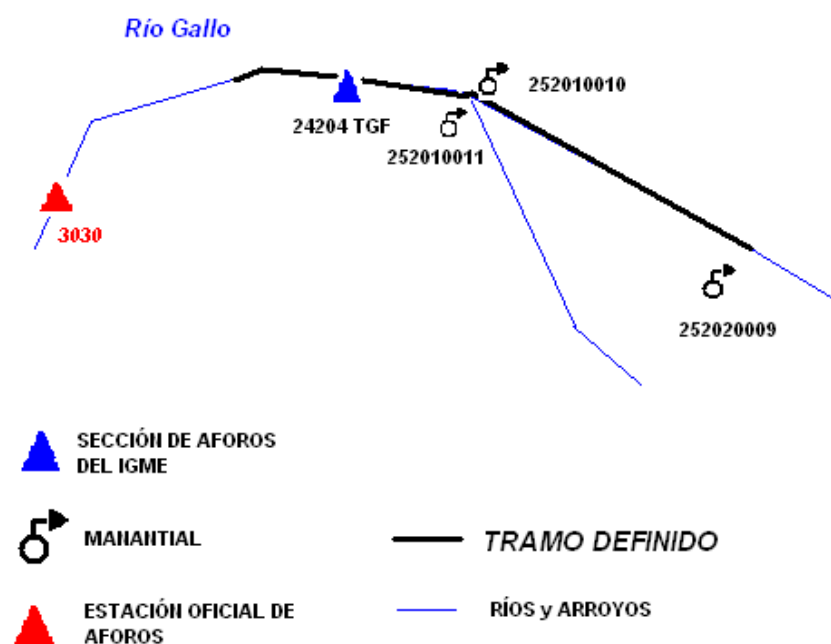 Río Gallo
252010010
24204 TGF
252010011
3030
252020009
SECCIÓN DE AFOROS
DEL IGME
MANANTIAL
TRAMO DEFINIDO
ESTACIÓN OFICIAL DE
AFOROS
RÍOS y ARROYOS